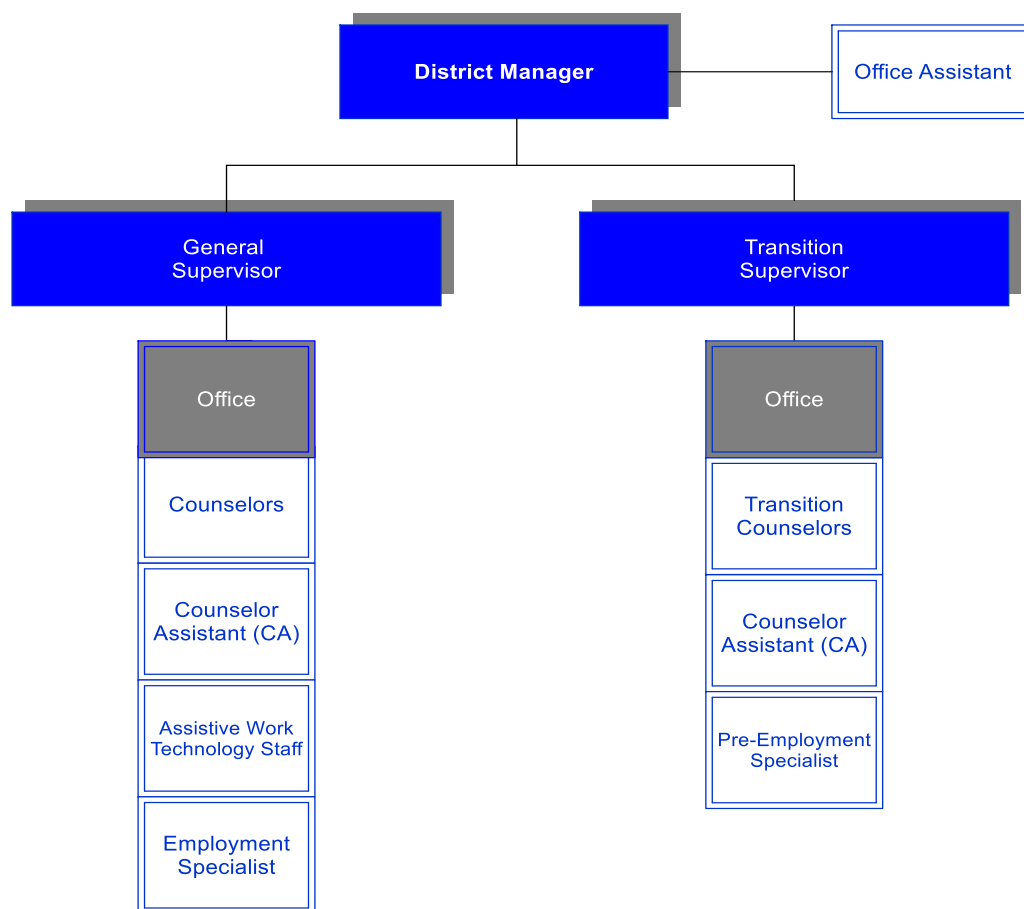 District Manager
Office Assistant
General
Supervisor
Transition
Supervisor
Office
Office
Counselors
Transition
Counselors
Counselor
Assistant (CA)
Counselor
Assistant (CA)
Assistive Work
Technology Staff
Pre-Employment
Specialist
Employment
Specialist